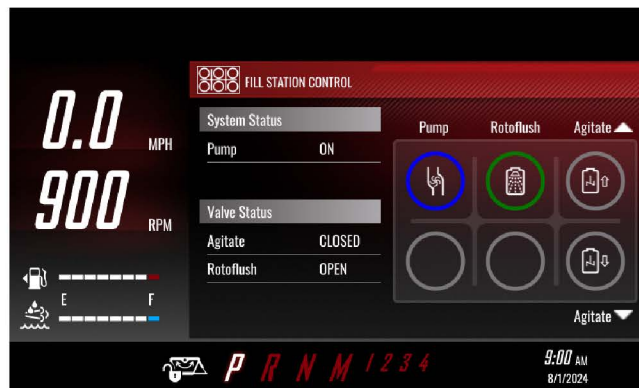 FILL STATION CONTROL
0.0 MPH
900 RPM
System Status
Pump ON
Valve Status
Agitate CLOSED
Rotoflush OPEN
Pump Rotoflush Agitate
Agitate
E F
P R N M 1 2 3 4
9:00 AM
8/1/2024